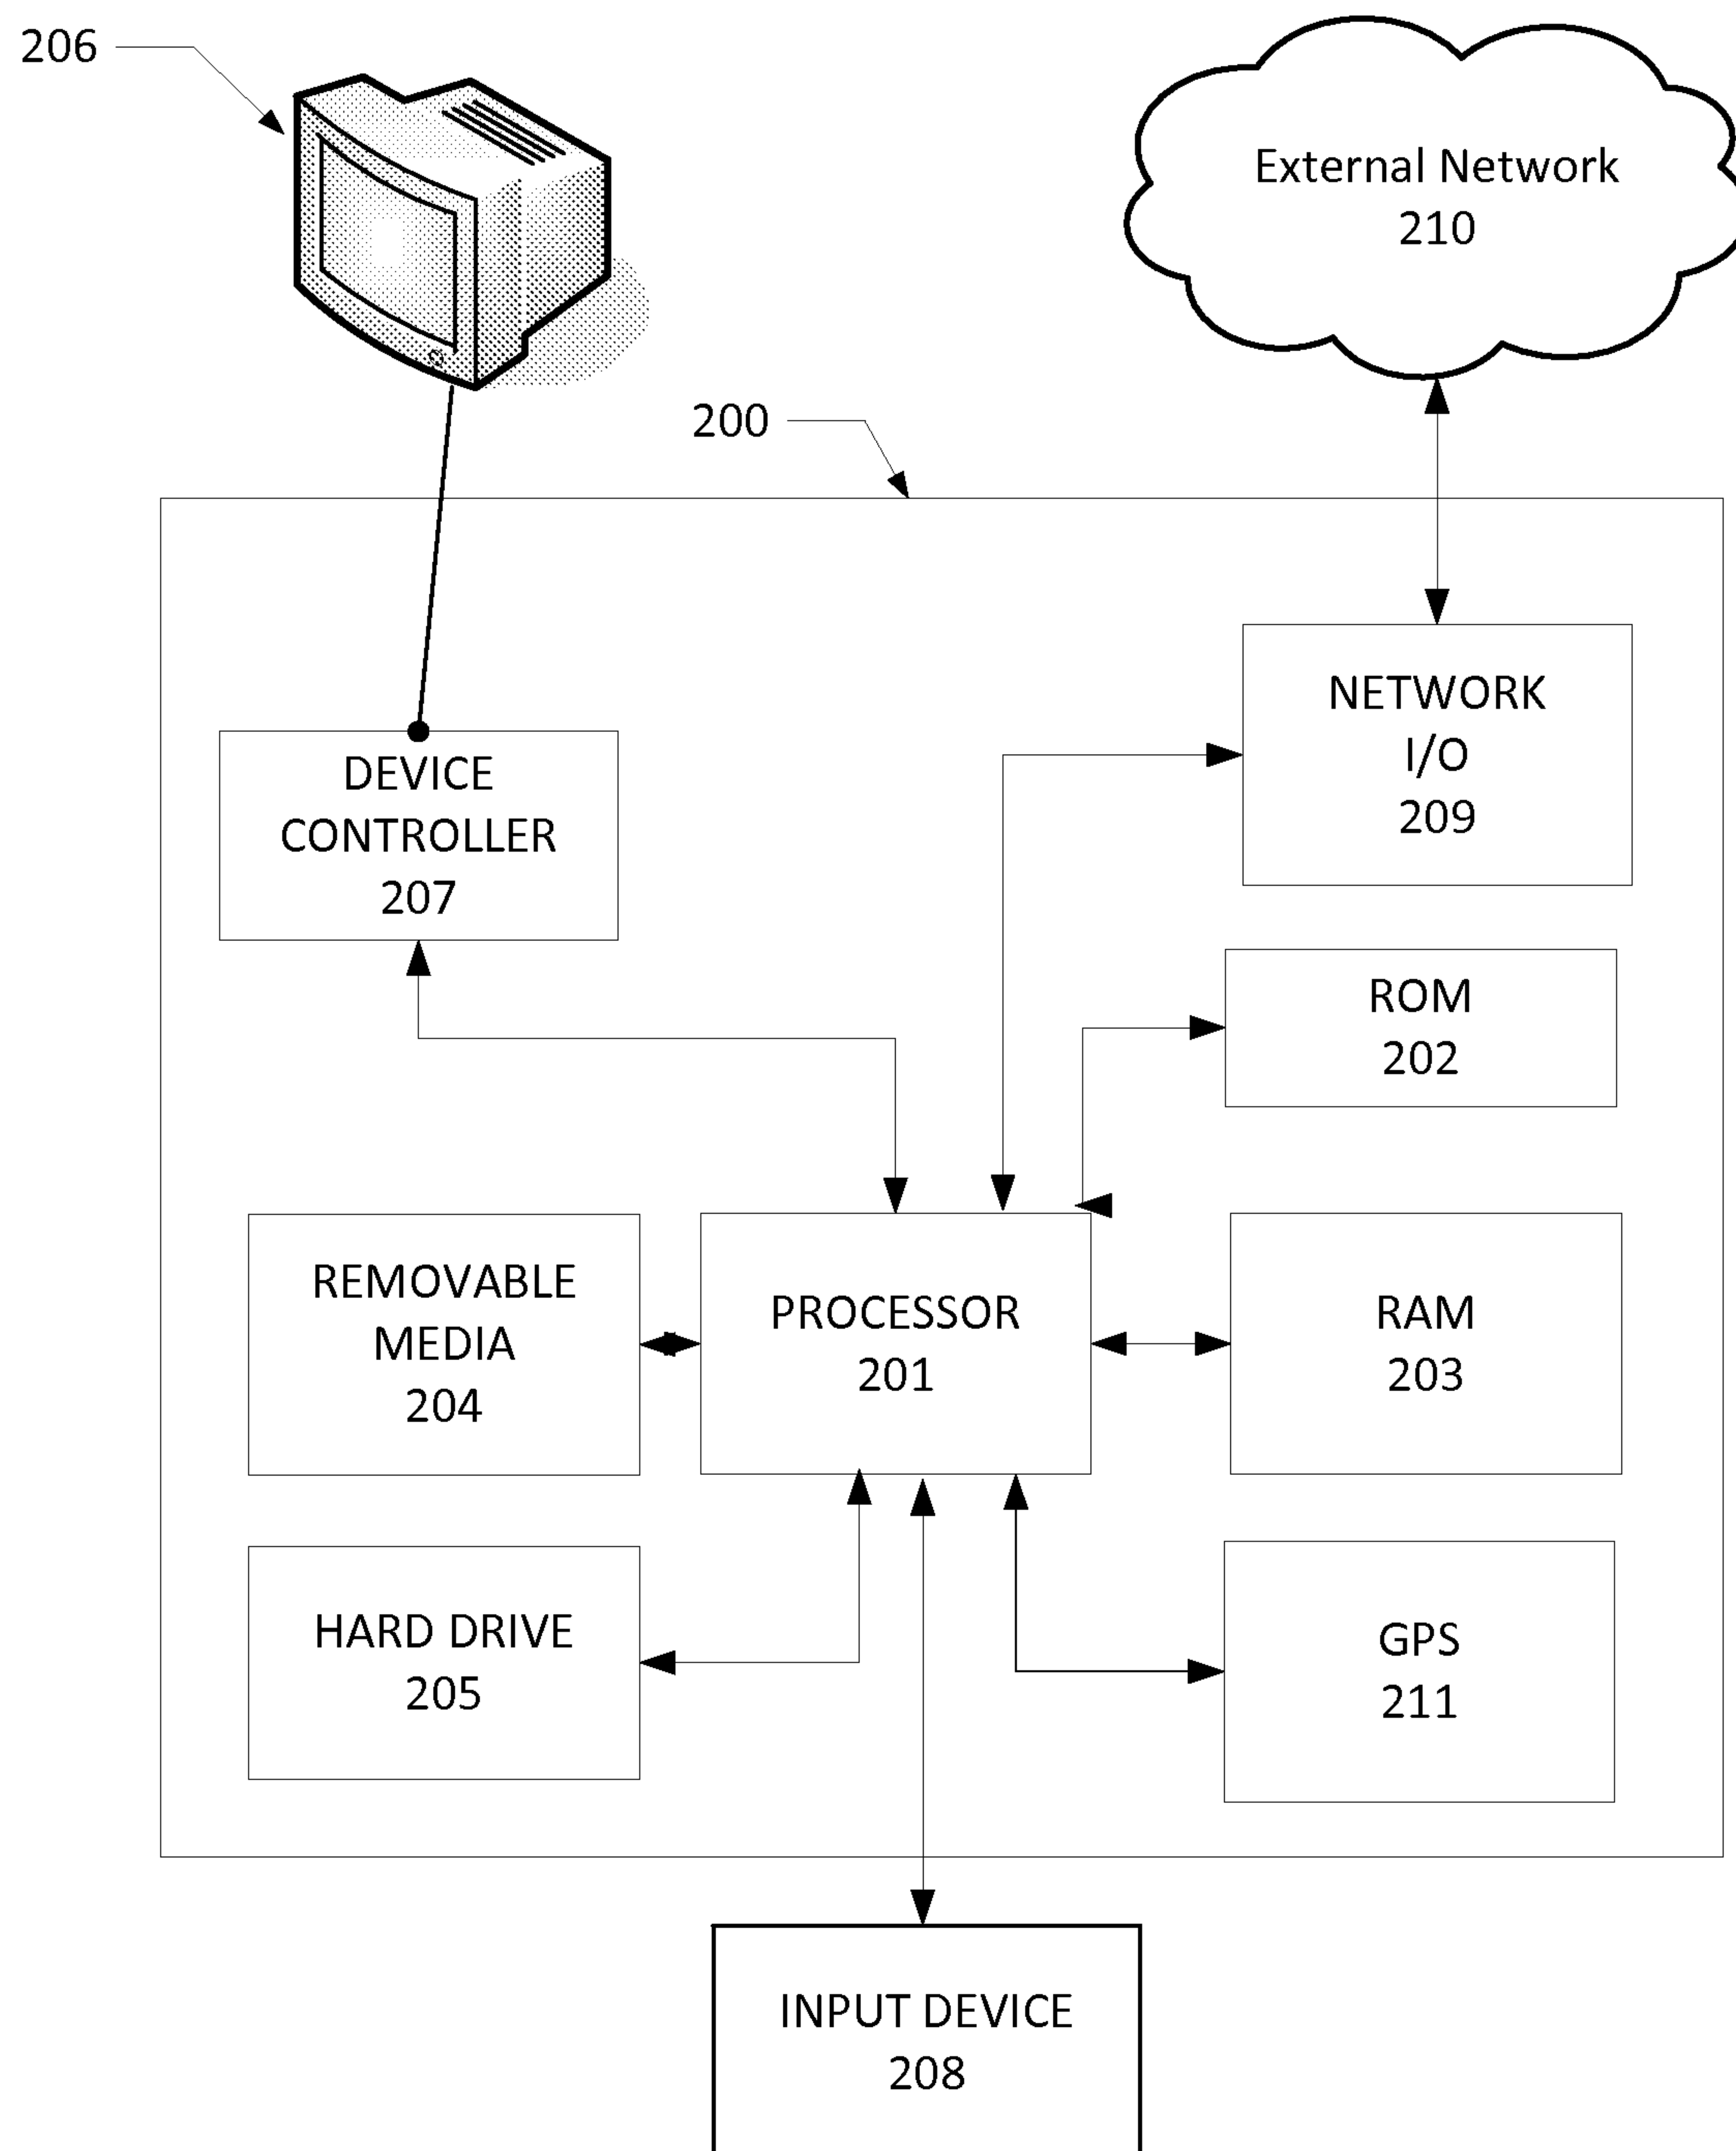 206
External Network
210
200
NETWORK
I/O
209
DEVICE
CONTROLLER
207
ROM
202
REMOVABLE
MEDIA
204
PROCESSOR
201
RAM
203
HARD DRIVE
205
GPS
211
INPUT DEVICE
208